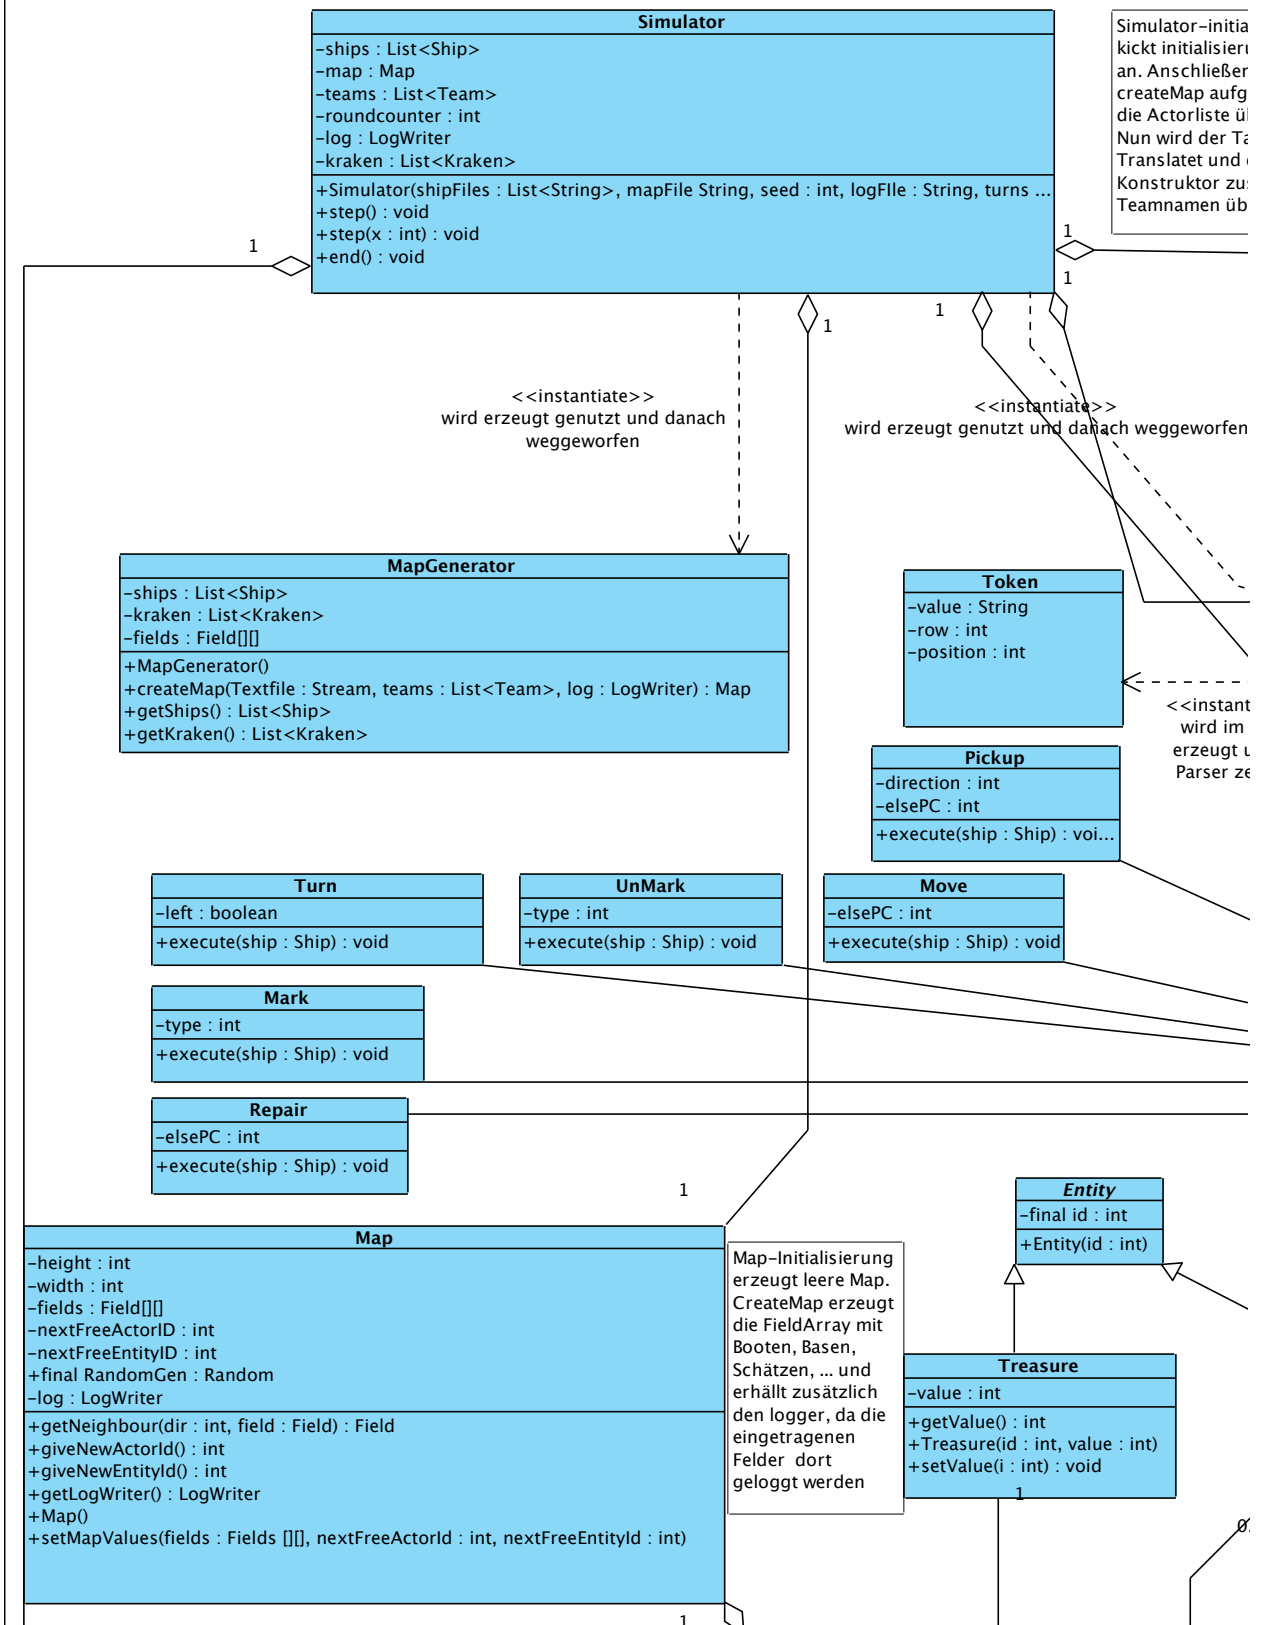 Simulator
-ships : List<Ship>
-map : Map
-teams : List<Team>
-roundcounter : int
-log : LogWriter
-kraken : List<Kraken>
+Simulator(shipFiles : List<String>, mapFile String, seed : int, logFIle : String, turns ...
+step() : void
+step(x : int) : void
+end() : void
Simulator-initia
kickt initialisieru
an. Anschließer
createMap aufg
die Actorliste ül
Nun wird der Ta
Translatet und
Konstruktor zus
Teamnamen üb
1
1
1
1
1
<<instantiate>>
wird erzeugt genutzt und danach
weggeworfen
<<instantiate>>
wird erzeugt genutzt und danach weggeworfen
MapGenerator
-ships : List<Ship>
-kraken : List<Kraken>
-fields : Field[][]
+MapGenerator()
+createMap(Textfile : Stream, teams : List<Team>, log : LogWriter) : Map
+getShips() : List<Ship>
+getKraken() : List<Kraken>
Token
-value : String
-row : int
-position : int
<<instant
wird im
erzeugt u
Parser ze
Pickup
-direction : int
-elsePC : int
+execute(ship : Ship) : voi...
Turn
-left : boolean
+execute(ship : Ship) : void
UnMark
-type : int
+execute(ship : Ship) : void
Move
-elsePC : int
+execute(ship : Ship) : void
Mark
-type : int
+execute(ship : Ship) : void
Repair
-elsePC : int
+execute(ship : Ship) : void
1
Entity
-final id : int
+Entity(id : int)
Map
-height : int
-width : int
-fields : Field[][]
-nextFreeActorID : int
-nextFreeEntityID : int
+final RandomGen : Random
-log : LogWriter
+getNeighbour(dir : int, field : Field) : Field
+giveNewActorId() : int
+giveNewEntityId() : int
+getLogWriter() : LogWriter
+Map()
+setMapValues(fields : Fields [][], nextFreeActorId : int, nextFreeEntityId : int)
Map-Initialisierung
erzeugt leere Map.
CreateMap erzeugt
die FieldArray mit
Booten, Basen,
Schätzen, ... und
erhällt zusätzlich
den logger, da die
eingetragenen
Felder dort
geloggt werden
Treasure
-value : int
+getValue() : int
+Treasure(id : int, value : int)
+setValue(i : int) : void
1
0.
1